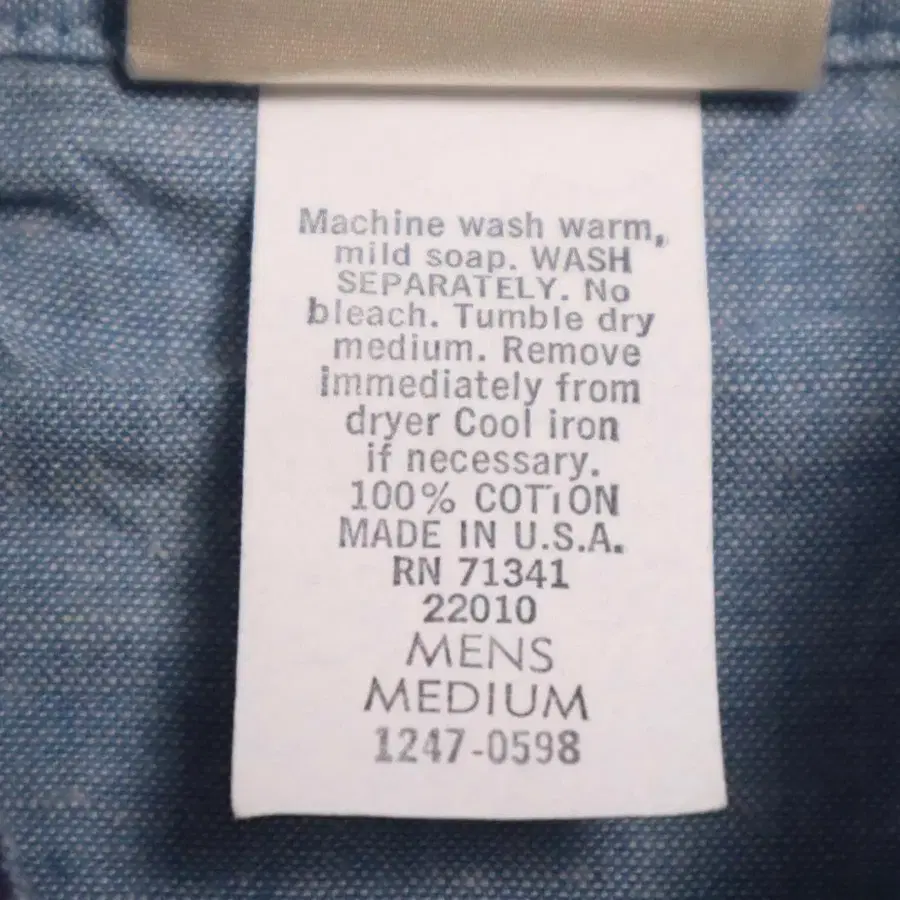 Machine wash warm,
mild soap. WASH
SEPARATELY. No
bleach. Tumble dry
medium. Remove
immediately from
dryer Cool iron
if necessary.
100% COTTON
MADE IN U.S.A.
RN 71341
22010
MENS
MEDIUM
1247-0598